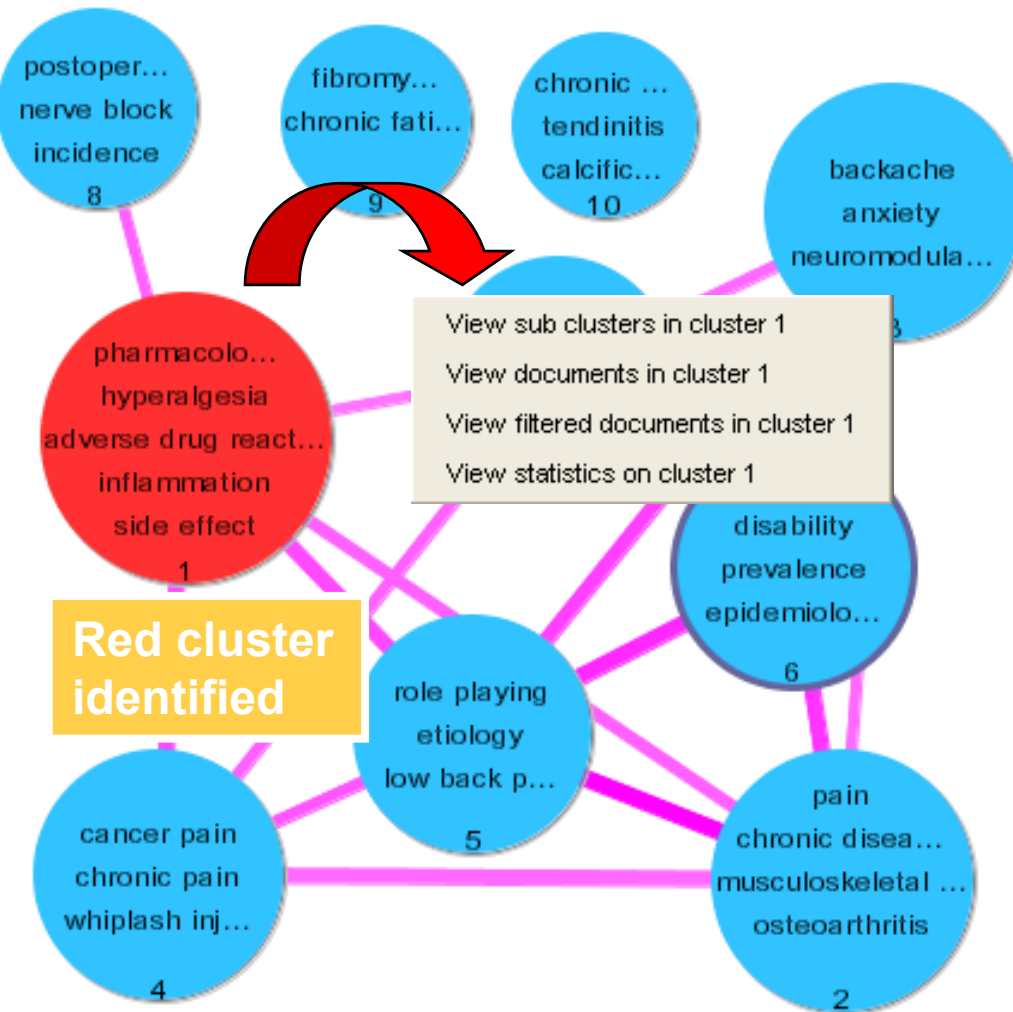 postoper...
nerve block
incidence
8
fibromy...
chronic fati...
9
chronic ...
tendinitis
calcific...
10
backache
anxiety
neuromodula...
3
pharmacolo...
hyperalgesia
adverse drug react...
inflammation
side effect
1
View sub clusters in cluster 1
View documents in cluster 1
View filtered documents in cluster 1
View statistics on cluster 1
disability
prevalence
epidemiolo...
6
Red cluster
identified
role playing
etiology
low back p...
5
cancer pain
chronic pain
whiplash inj...
4
pain
chronic disea...
musculoskeletal ...
osteoarthritis
2